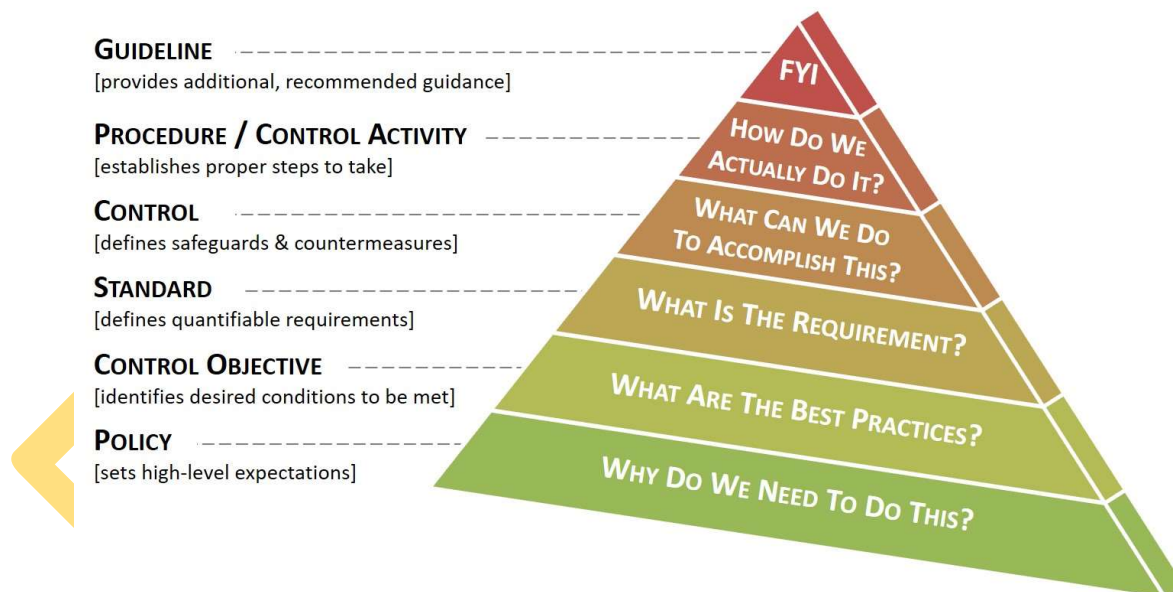 GUIDELINE
[provides additional, recommended guidance]
PROCEDURE / CONTROL ACTIVITY
[establishes proper steps to take]
CONTROL
[defines safeguards & countermeasures]
STANDARD
[defines quantifiable requirements]
CONTROL OBJECTIVE
[identifies desired conditions to be met]
POLICY
[sets high-level expectations]
FYI
HOW DO WE
ACTUALLY DO IT?
WHAT CAN WE DO
TO ACCOMPLISH THIS?
WHAT IS THE REQUIREMENT?
WHAT ARE THE BEST PRACTICES?
WHY DO WE NEED TO DO THIS?